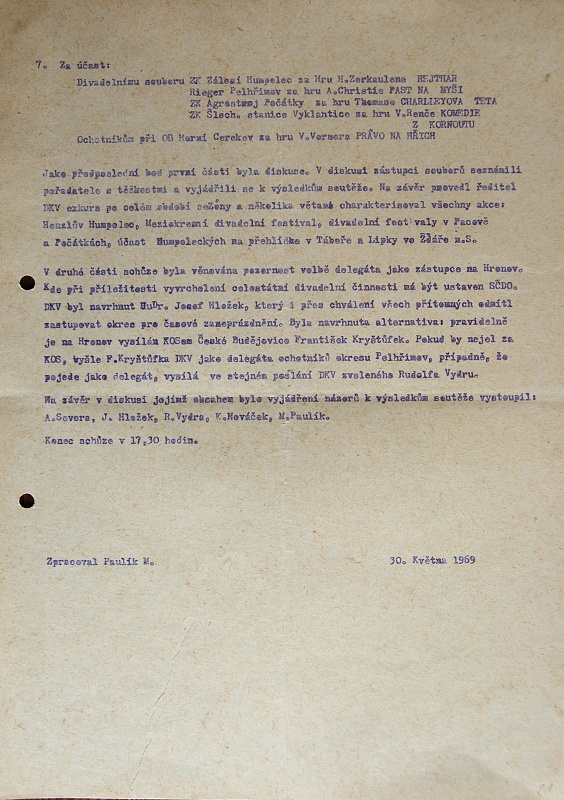 7. Za účast:
Divadelnímu souboru ZK Zálesí Humpolec za Hru H.Zerkaulena REJTHAR
Rieger Pelhřimov za hru A.Christie PAST NA MYŠI
ZK Agrostroj Počátky za hru Thomase CHARLIEYOVA TETA
ZK Šlech. stanice Vyklantice za hru V.Renče KOMEDIE
Z KORNOUTU
Ochotníkům při OB Horní Cerekev za hru V.Vernera PRÁVO NA HŘÍCH
Jako předposlední bod první části byla diskuse. V diskusi zástupci souborů seznámili
pořadatele s těžkostmi a vyjádřili se k výsledkům soutěže. Na závěr provedl ředitel
DKV exkurs po celém období sezóny a několika větami charakterisoval všechny akce:
Henzlův Humpolec, Meziokresní divadelní festival, divadelní festivaly v Pacově
a Počátkách, účast Humpoleckých na přehlídce v Táboře a Lipky ve Žďáře n.S.
V druhá části schůze byla věnována pozornost volbě delegáta jako zástupce na Hronov.
Kde při příležitosti vyvrcholení celostátní divadelní činnosti má být ustaven SČDO.
DKV byl navrhnut MuDr. Josef Hložek, který i přes chválení všech přítomných odmítl
zastupovat okres pro časové zaneprázdnění. Byla navrhnuta alternativa: pravidelně
je na Hronov vysílán KOSem České Budějovice František Kryštůfek. Pokud by nejel za
KOS, vyšle F.Kryštůfka DKV jako delegáta ochotníků okresu Pelhřimov, případně, že
pojede jako delegát, vysílá ve stejném poslání DKV zvoleného Rudolfa Vydru.
Na závěr v diskusi jejímž obsahem bylo vyjádření názorů k výsledkům soutěže vystoupil:
A.Severa, J. Hložek, R.Vydra, K.Nováček, M.Paulík.
Konec schůze v 17,30 hodin.
Zpracoval Paulík M.
30. Května 1969
21